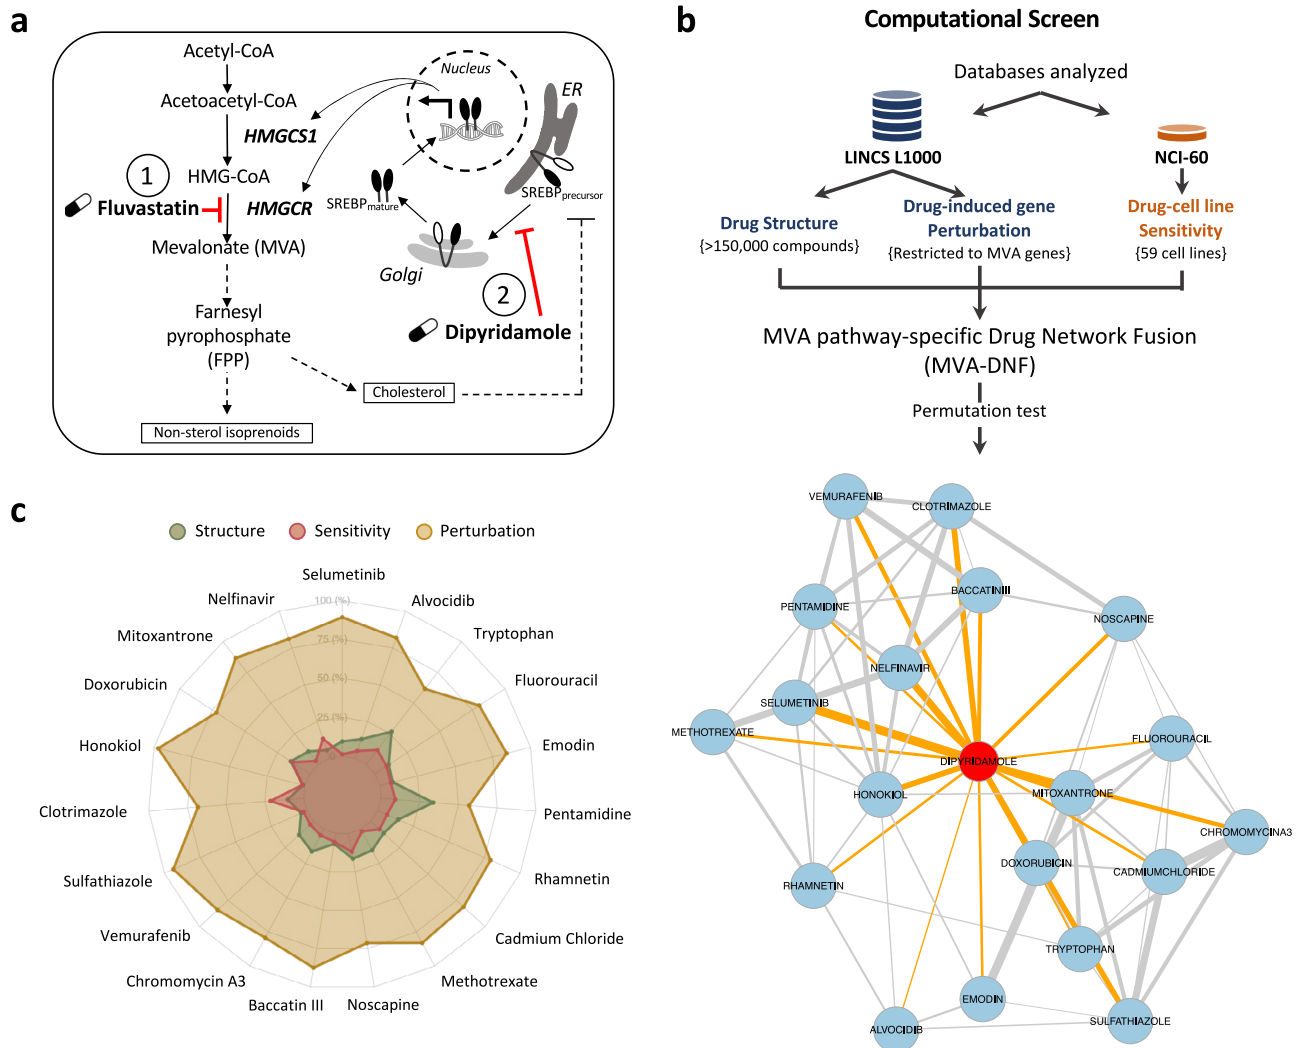 a
Acetyl-CoA
Acetoacetyl-CoA
HMGCS1
HMG-CoA
1
Fluvastatin
HMGCR
Mevalonate (MVA)
Farnesyl
pyrophosphate
(FPP)
Non-sterol isoprenoids
Cholesterol
Nucleus
ER
SREBPmature
SREBPprecursor
Golgi
2
Dipyridamole
b
Computational Screen
Databases analyzed
LINCS L1000
NCI-60
Drug Structure
{>150,000 compounds}
Drug-induced gene
Perturbation
{Restricted to MVA genes}
Drug-cell line
Sensitivity
{59 cell lines}
MVA pathway-specific Drug Network Fusion
(MVA-DNF)
Permutation test
VEMURAFENIB
CLOTRIMAZOLE
BACCATINIII
PENTAMIDINE
NOSCAPINE
NELFINAVIR
SELUMETINIB
METHOTREXATE
FLUOROURACIL
DIPYRIDAMOLE
HONOKIOL
MITOXANTRONE
CHROMOMYCINA3
DOXORUBICIN
CADMIUMCHLORIDE
RHAMNETIN
TRYPTOPHAN
EMODIN
SULFATHIAZOLE
ALVOCIDIB
c
Structure
Sensitivity
Perturbation
Selumetinib
Alvocidib
Tryptophan
Fluorouracil
Emodin
Pentamidine
Rhamnetin
Cadmium Chloride
Methotrexate
Noscapine
Baccatin III
Chromomycin A3
Vemurafenib
Sulfathiazole
Clotrimazole
Honokiol
Doxorubicin
Mitoxantrone
Nelfinavir
100 (%)
75 (%)
50 (%)
25 (%)